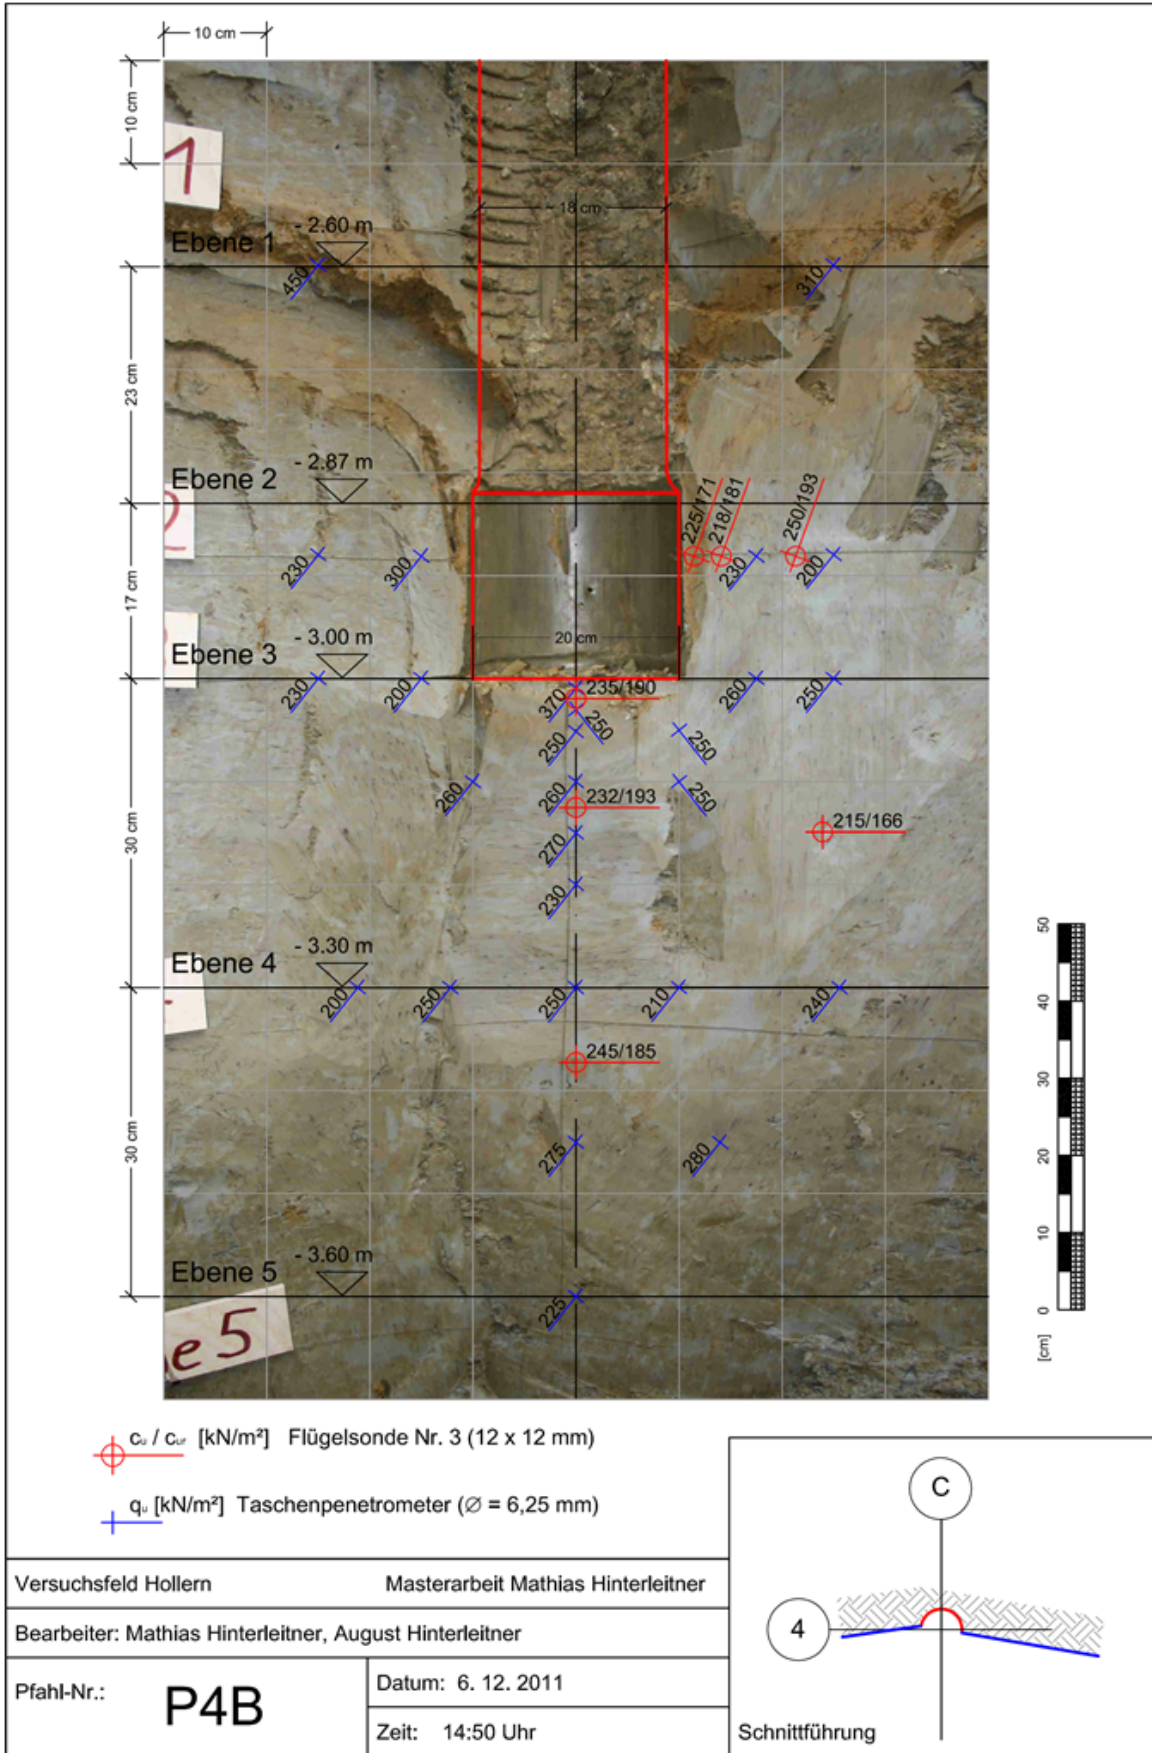 10 cm
10 cm
1
~ 18 cm
Ebene 1
- 2.60 m
450
310
23 cm
Ebene 2
- 2.87 m
2
225/171
218/181
250/193
230
300
230
200
17 cm
20 cm
Ebene 3
- 3.00 m
230
200
260
250
370
235/190
250
250
250
260
260
250
232/193
215/166
270
230
30 cm
Ebene 4
- 3.30 m
200
250
250
210
240
245/185
275
280
30 cm
Ebene 5
- 3.60 m
225
e 5
50
40
30
20
10
0
[cm]
cᵤ / cᵤᵣ [kN/m²] Flügelsonde Nr. 3 (12 x 12 mm)
qᵤ [kN/m²] Taschenpenetrometer (∅ = 6,25 mm)
Versuchsfeld Hollern
Masterarbeit Mathias Hinterleitner
Bearbeiter: Mathias Hinterleitner, August Hinterleitner
Pfahl-Nr.: P4B
Datum: 6. 12. 2011
Zeit: 14:50 Uhr
C
4
Schnittführung